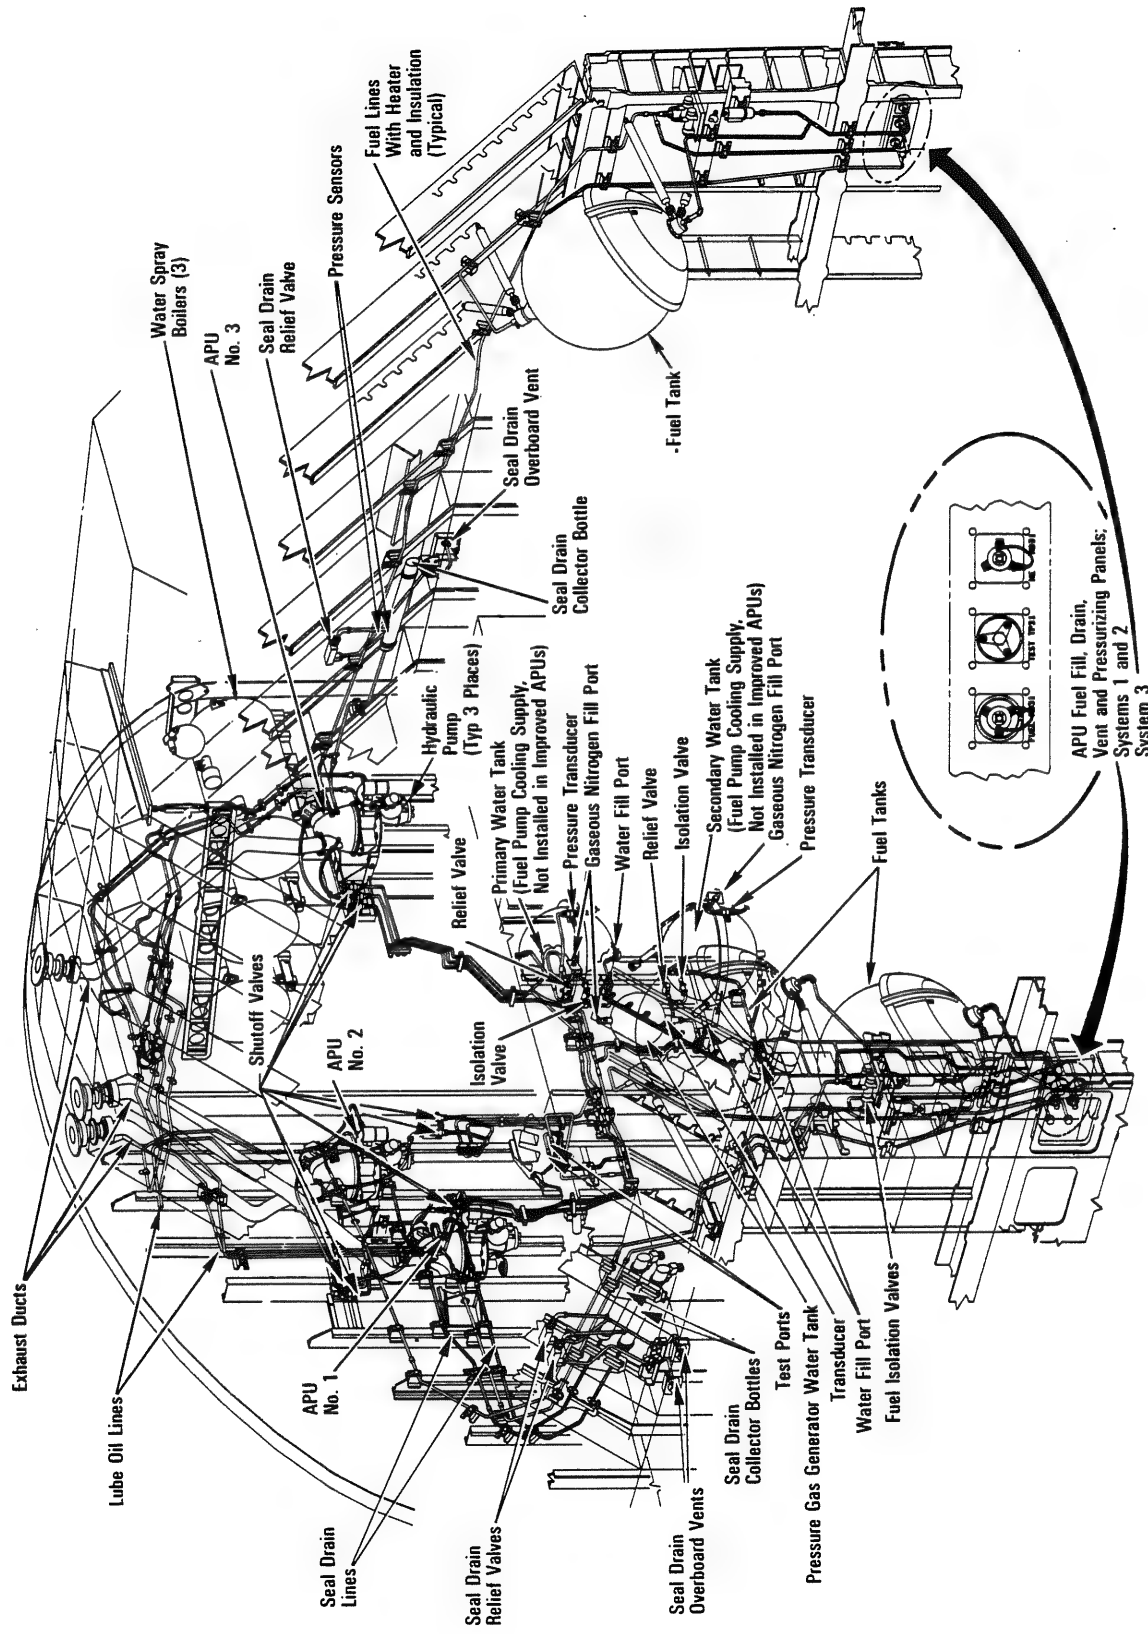 Exhaust Ducts
Lube Oil Lines
Seal Drain
Lines
Seal Drain
Relief Valves
Seal Drain
Overboard Vents
APU
No. 1
Shutoff Valves
APU
No. 2
Isolation
Valve
Relief Valve
Water Spray
Boilers (3)
APU
No. 3
Seal Drain
Relief Valve
Pressure Sensors
Fuel Lines
With Heater
and Insulation
(Typical)
Seal Drain
Overboard Vent
Seal Drain
Collector Bottle
Hydraulic
Pump
(Typ 3 Places)
Primary Water Tank
(Fuel Pump Cooling Supply,
Not Installed in Improved APUs)
Pressure Transducer
Gaseous Nitrogen Fill Port
Water Fill Port
Relief Valve
Isolation Valve
Secondary Water Tank
(Fuel Pump Cooling Supply,
Not Installed in Improved APUs)
Gaseous Nitrogen Fill Port
Pressure Transducer
Fuel Tanks
-Fuel Tank
Seal Drain
Collector Bottles
Test Ports
Pressure Gas Generator Water Tank
Transducer
Water Fill Port
Fuel Isolation Valves
APU Fuel Fill, Drain,
Vent and Pressurizing Panels;
Systems 1 and 2
System 3